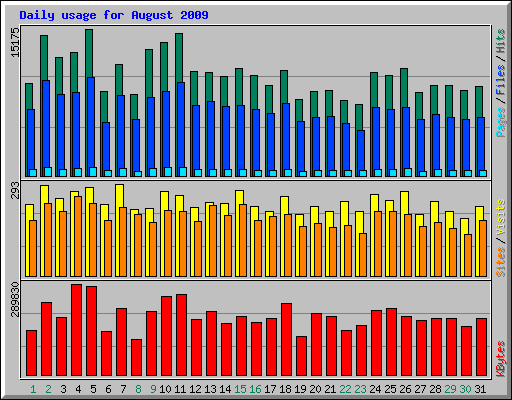 Daily usage for August 2009
15175
Pages / Files / Hits
293
Sites / Visits
289830
KBytes
1 2 3 4 5 6 7 8 9 10 11 12 13 14 15 16 17 18 19 20 21 22 23 24 25 26 27 28 29 30 31